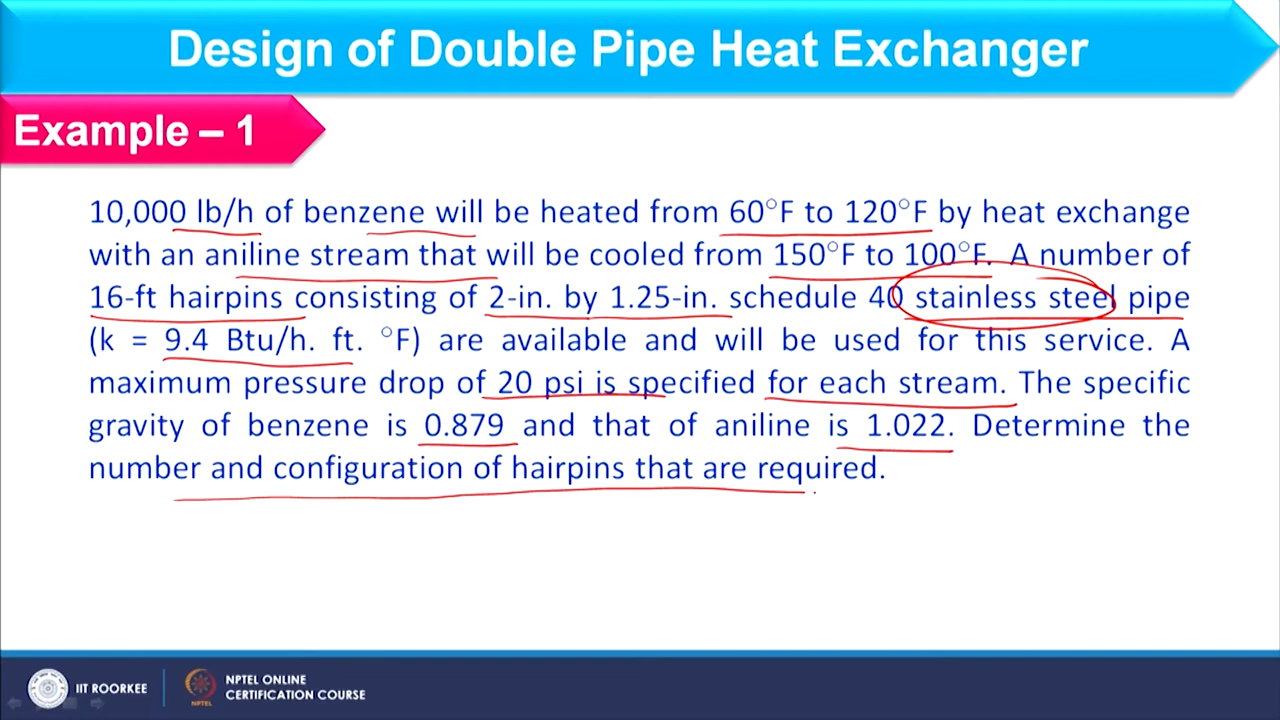 Design of Double Pipe Heat Exchanger
Example – 1
10,000 lb/h of benzene will be heated from 60°F to 120°F by heat exchange
with an aniline stream that will be cooled from 150°F to 100°F. A number of
16-ft hairpins consisting of 2-in. by 1.25-in. schedule 40 stainless steel pipe
(k = 9.4 Btu/h. ft. °F) are available and will be used for this service. A
maximum pressure drop of 20 psi is specified for each stream. The specific
gravity of benzene is 0.879 and that of aniline is 1.022. Determine the
number and configuration of hairpins that are required.
IIT ROORKEE
NPTEL
NPTEL ONLINE
CERTIFICATION COURSE